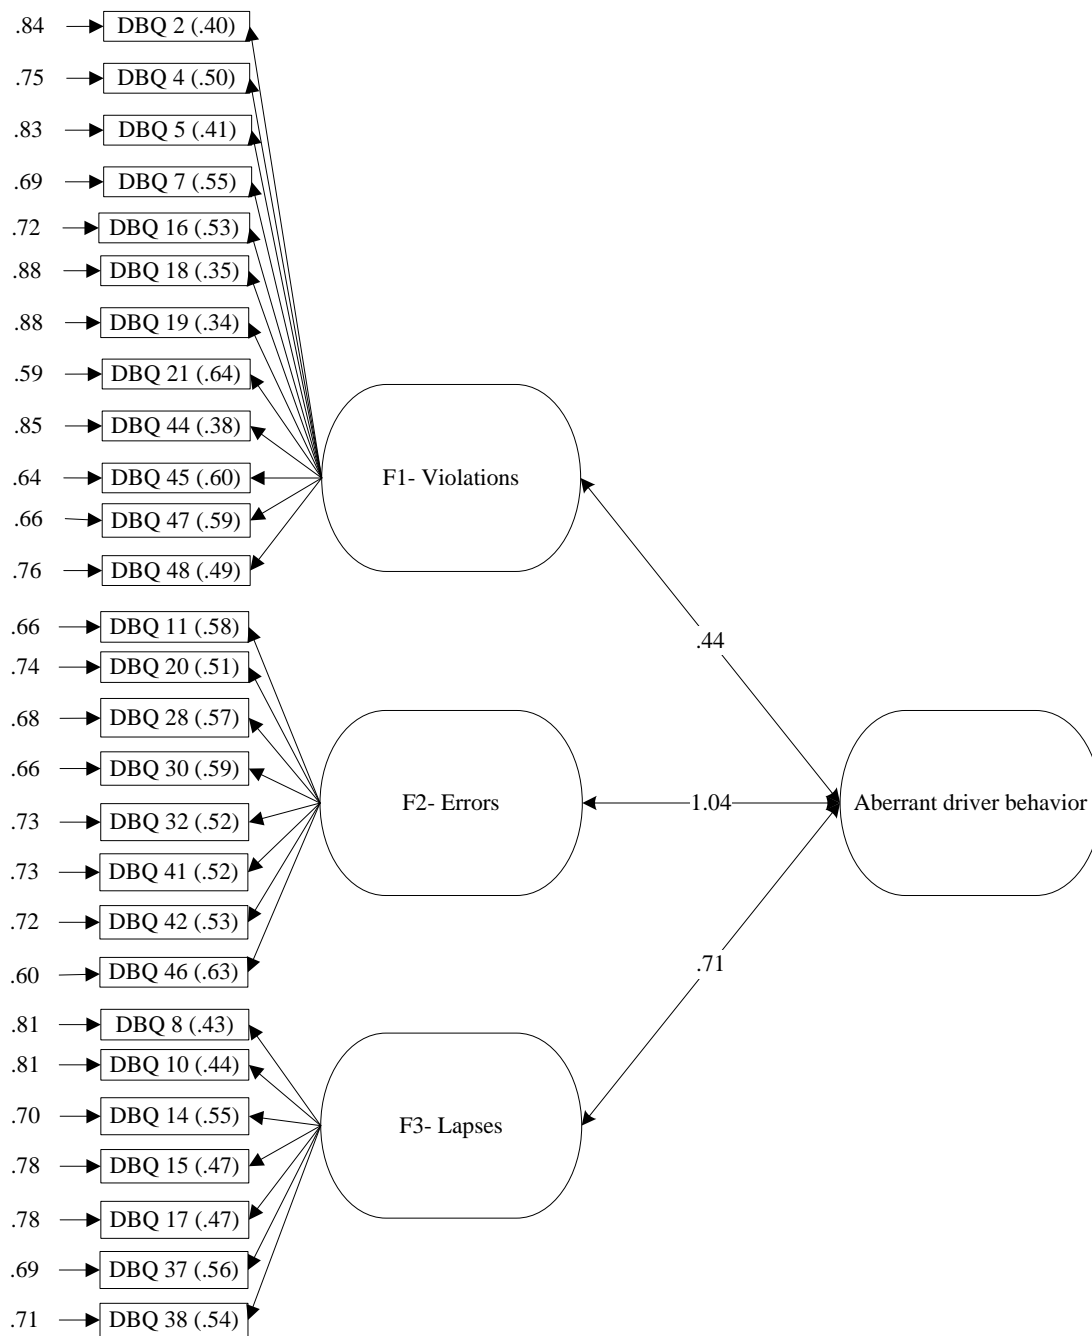 .84 DBQ 2 (.40)
.75 DBQ 4 (.50)
.83 DBQ 5 (.41)
.69 DBQ 7 (.55)
.72 DBQ 16 (.53)
.88 DBQ 18 (.35)
.88 DBQ 19 (.34)
.59 DBQ 21 (.64)
.85 DBQ 44 (.38)
.64 DBQ 45 (.60)
.66 DBQ 47 (.59)
.76 DBQ 48 (.49)
F1- Violations
.66 DBQ 11 (.58)
.74 DBQ 20 (.51)
.68 DBQ 28 (.57)
.66 DBQ 30 (.59)
.73 DBQ 32 (.52)
.73 DBQ 41 (.52)
.72 DBQ 42 (.53)
.60 DBQ 46 (.63)
F2- Errors
.81 DBQ 8 (.43)
.81 DBQ 10 (.44)
.70 DBQ 14 (.55)
.78 DBQ 15 (.47)
.78 DBQ 17 (.47)
.69 DBQ 37 (.56)
.71 DBQ 38 (.54)
F3- Lapses
.44
1.04
.71
Aberrant driver behavior